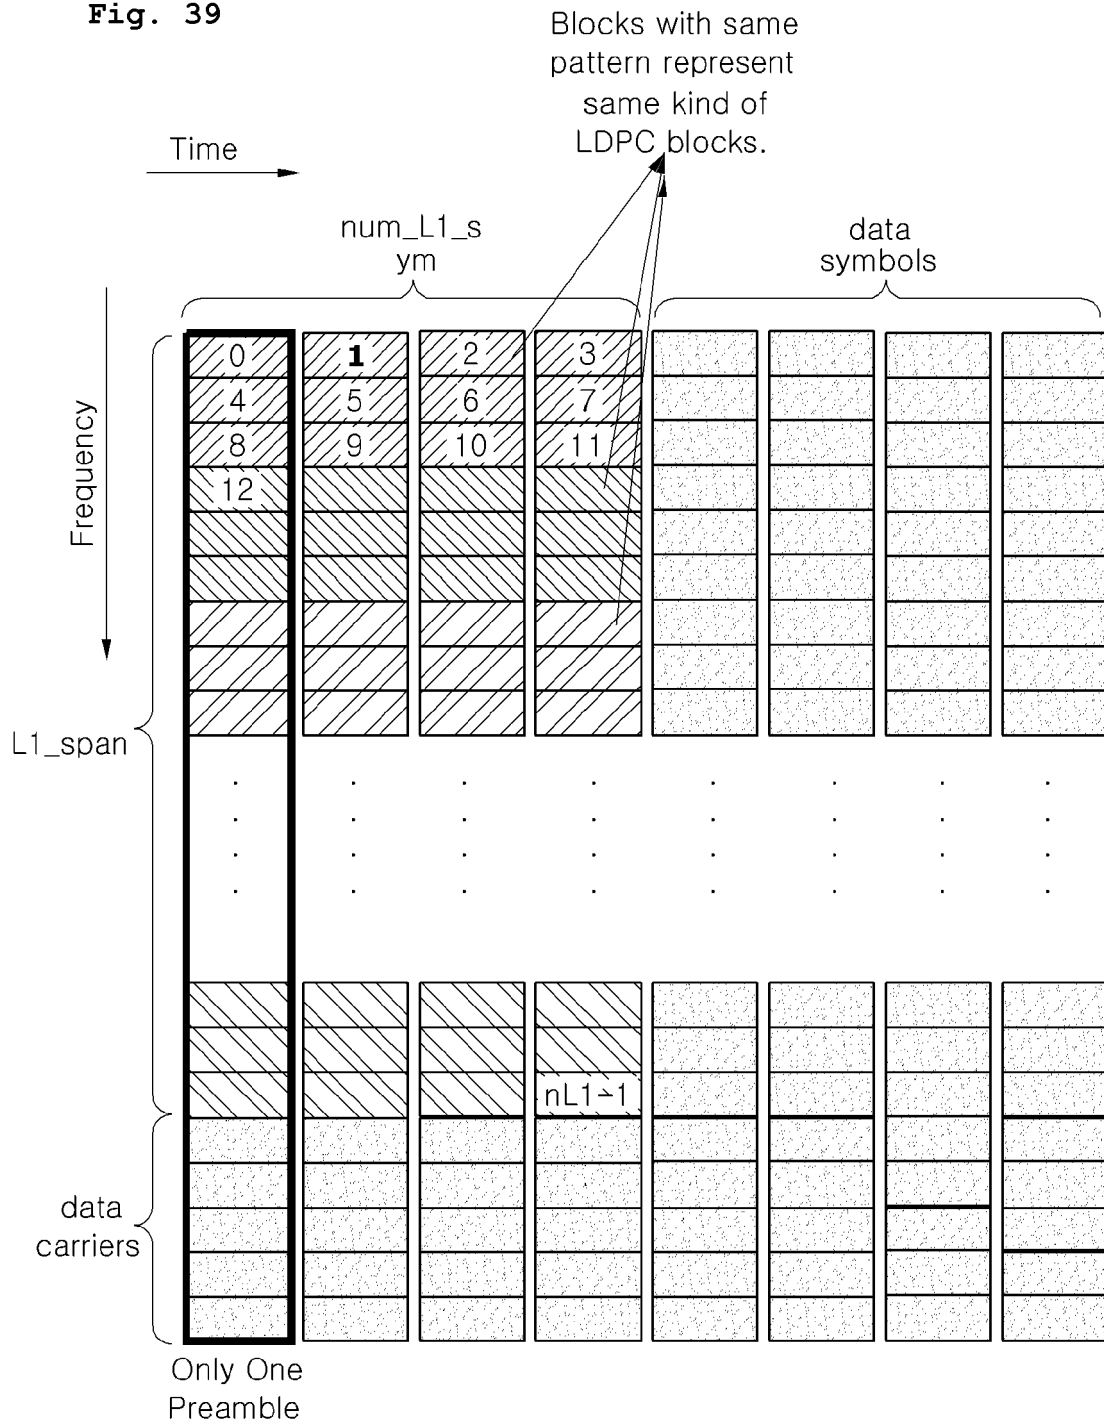 Fig. 39
Blocks with same
pattern represent
same kind of
LDPC blocks.
Time
num_L1_s
ym
data
symbols
Frequency
0
1
2
3
4
5
6
7
8
9
10
11
12
L1_span
nL1-1
data
carriers
Only One
Preamble